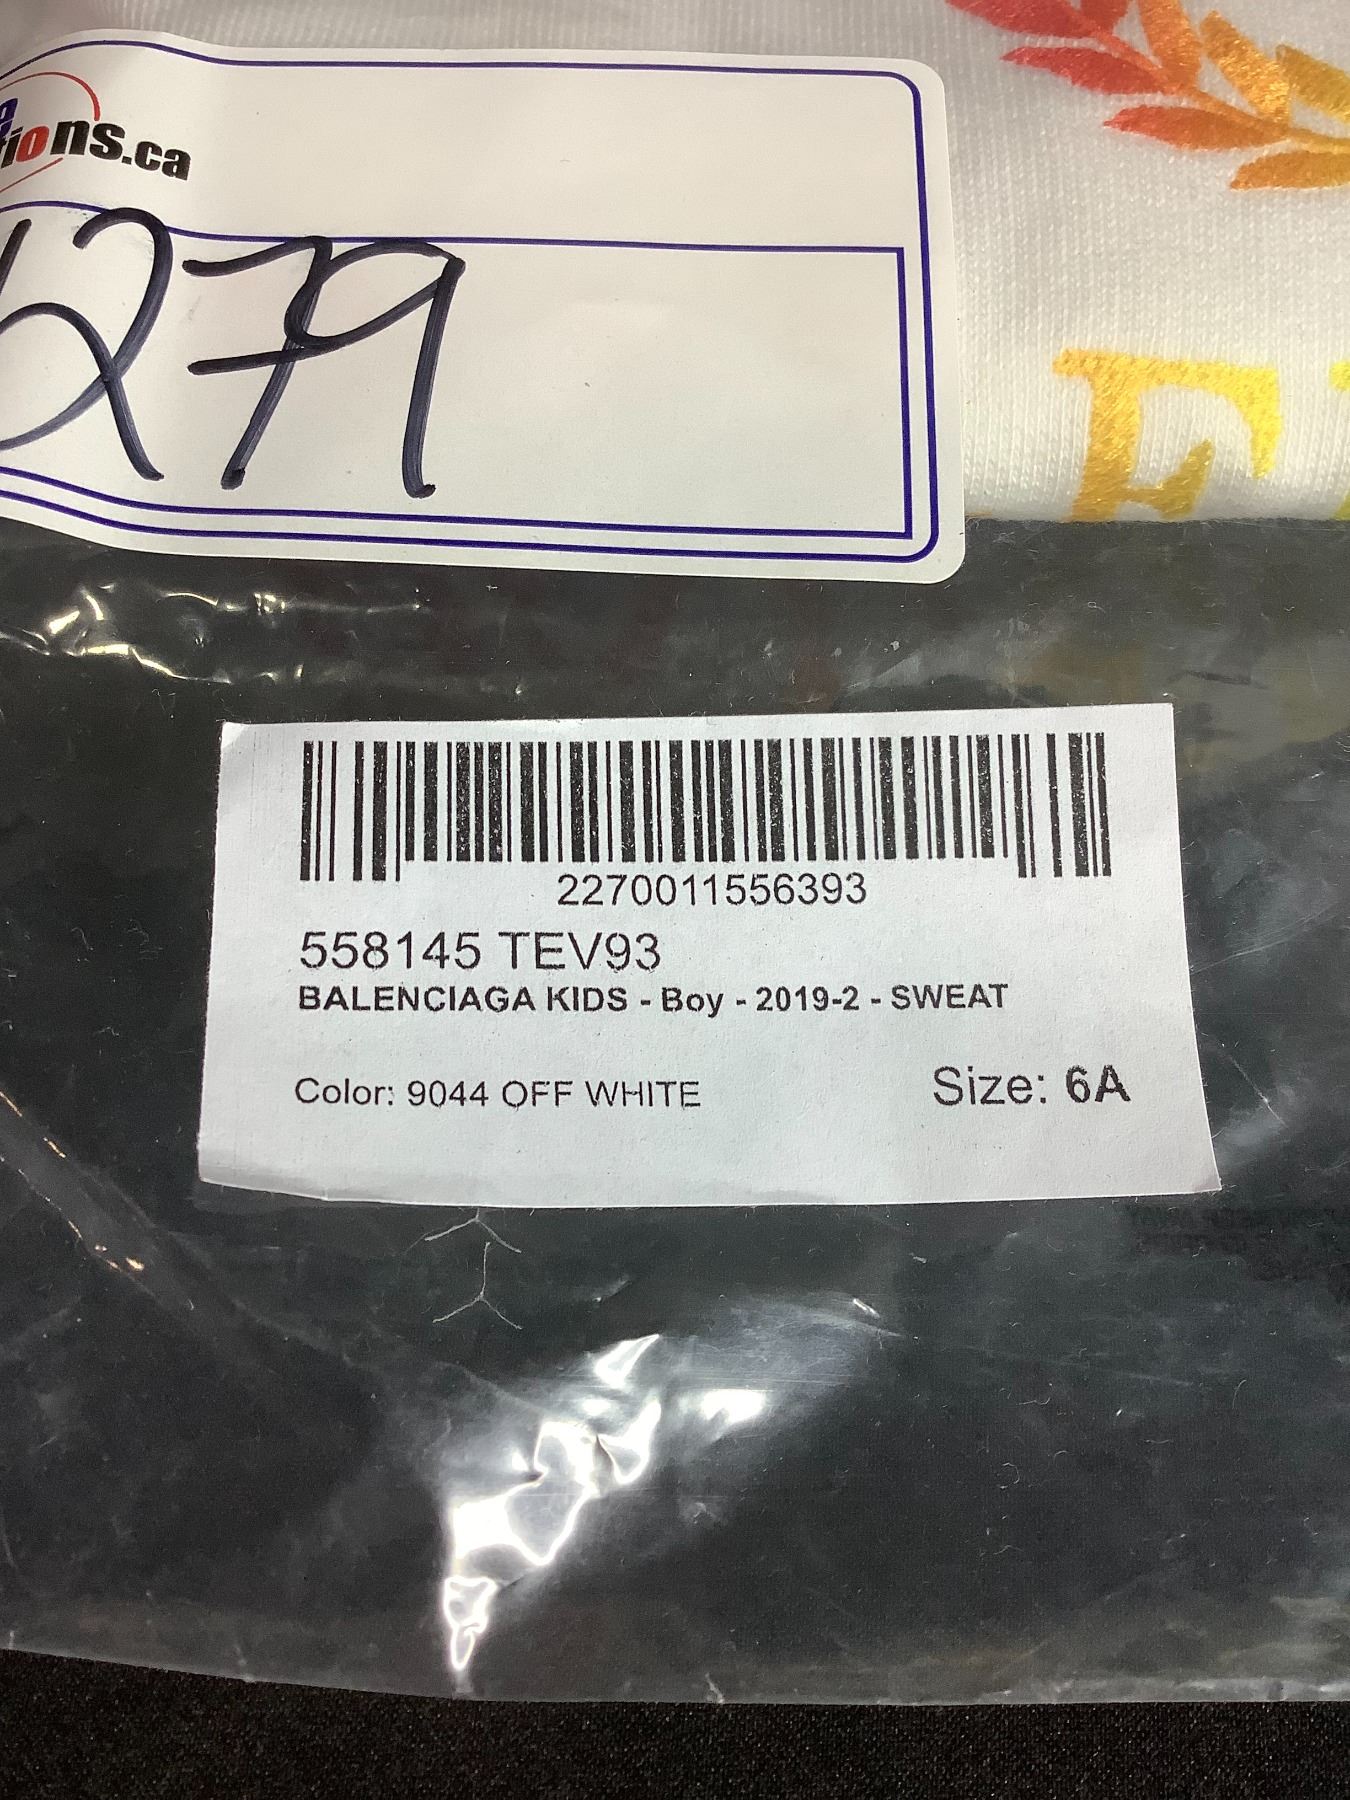 ions.ca
279
E
2270011556393
558145 TEV93
BALENCIAGA KIDS - Boy - 2019-2 - SWEAT
Color: 9044 OFF WHITE
Size: 6A